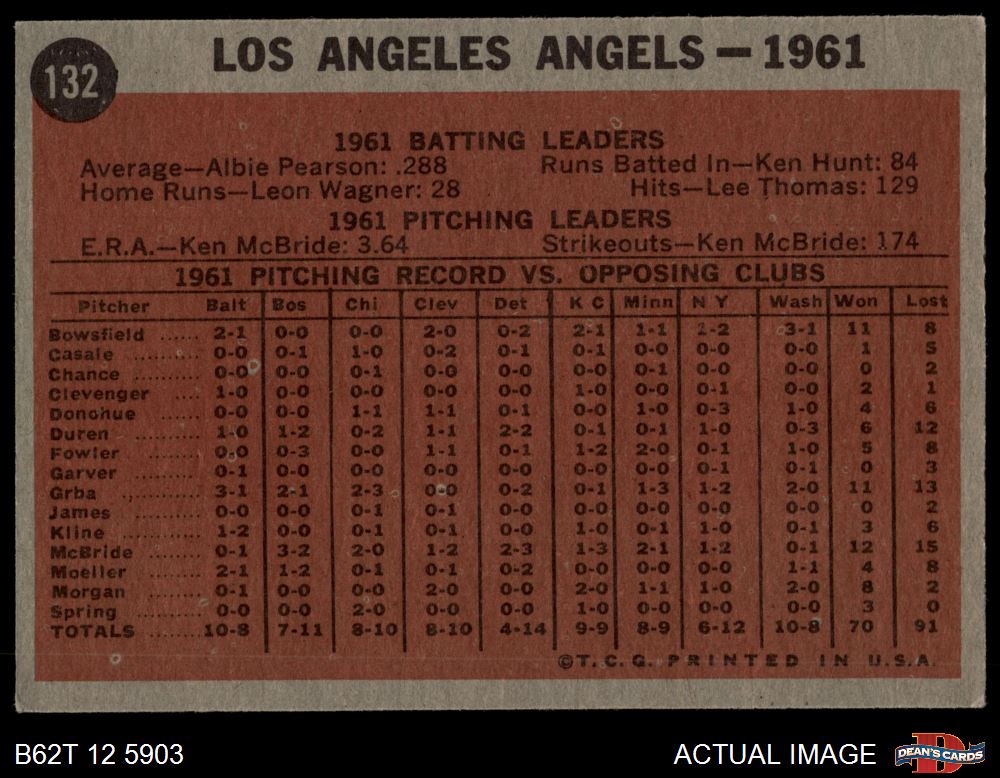 132
LOS ANGELES ANGELS — 1961
1961 BATTING LEADERS
Average—Albie Pearson: .288 Runs Batted In—Ken Hunt: 84
Home Runs—Leon Wagner: 28 Hits—Lee Thomas: 129
1961 PITCHING LEADERS
E.R.A.—Ken McBride: 3.64 Strikeouts—Ken McBride: 174
1961 PITCHING RECORD VS. OPPOSING CLUBS
Pitcher Balt Bos Chi Clev Det K C Minn N Y Wash Won Lost
Bowsfield ...... 2-1 0-0 0-0 2-0 0-2 2-1 1-1 1-2 3-1 11 8
Casale .......... 0-0 0-1 1-0 0-2 0-1 0-1 0-0 0-0 0-0 1 5
Chance .......... 0-0 0-0 0-1 0-0 0-0 0-0 0-1 0-0 0-0 0 2
Clevenger .... 1-0 0-0 0-0 0-0 0-0 1-0 0-0 0-1 0-0 2 1
Donohue ...... 0-0 0-0 1-1 1-1 0-1 0-0 1-0 0-3 1-0 4 6
Duren .......... 1-0 1-2 0-2 1-1 2-2 0-1 0-1 1-0 0-3 6 12
Fowler .......... 0-0 0-3 0-0 1-1 0-1 1-2 2-0 0-1 1-0 5 8
Garver .......... 0-1 0-0 0-0 0-0 0-0 0-0 0-0 0-1 0-1 0 3
Grba .......... 3-1 2-1 2-3 0-0 0-2 0-1 1-3 1-2 2-0 11 13
James .......... 0-0 0-0 0-1 0-1 0-0 0-0 0-0 0-0 0-0 0 2
Kline .......... 1-2 0-0 0-1 0-1 0-0 1-0 0-1 1-0 0-1 3 6
McBride ........ 0-1 3-2 2-0 1-2 2-3 1-3 2-1 1-2 0-1 12 15
Moeller ........ 2-1 1-2 0-1 0-1 0-2 0-0 0-0 0-0 1-1 4 8
Morgan ........ 0-1 0-0 0-0 2-0 0-0 2-0 1-1 1-0 2-0 8 2
Spring .......... 0-0 0-0 2-0 0-0 0-0 1-0 0-0 0-0 0-0 3 0
TOTALS ........ 10-8 7-11 8-10 8-10 4-14 9-9 8-9 6-12 10-8 70 91
©T. C. G. PRINTED IN U.S.A.
B62T 12 5903 ACTUAL IMAGE DEAN'S CARDS